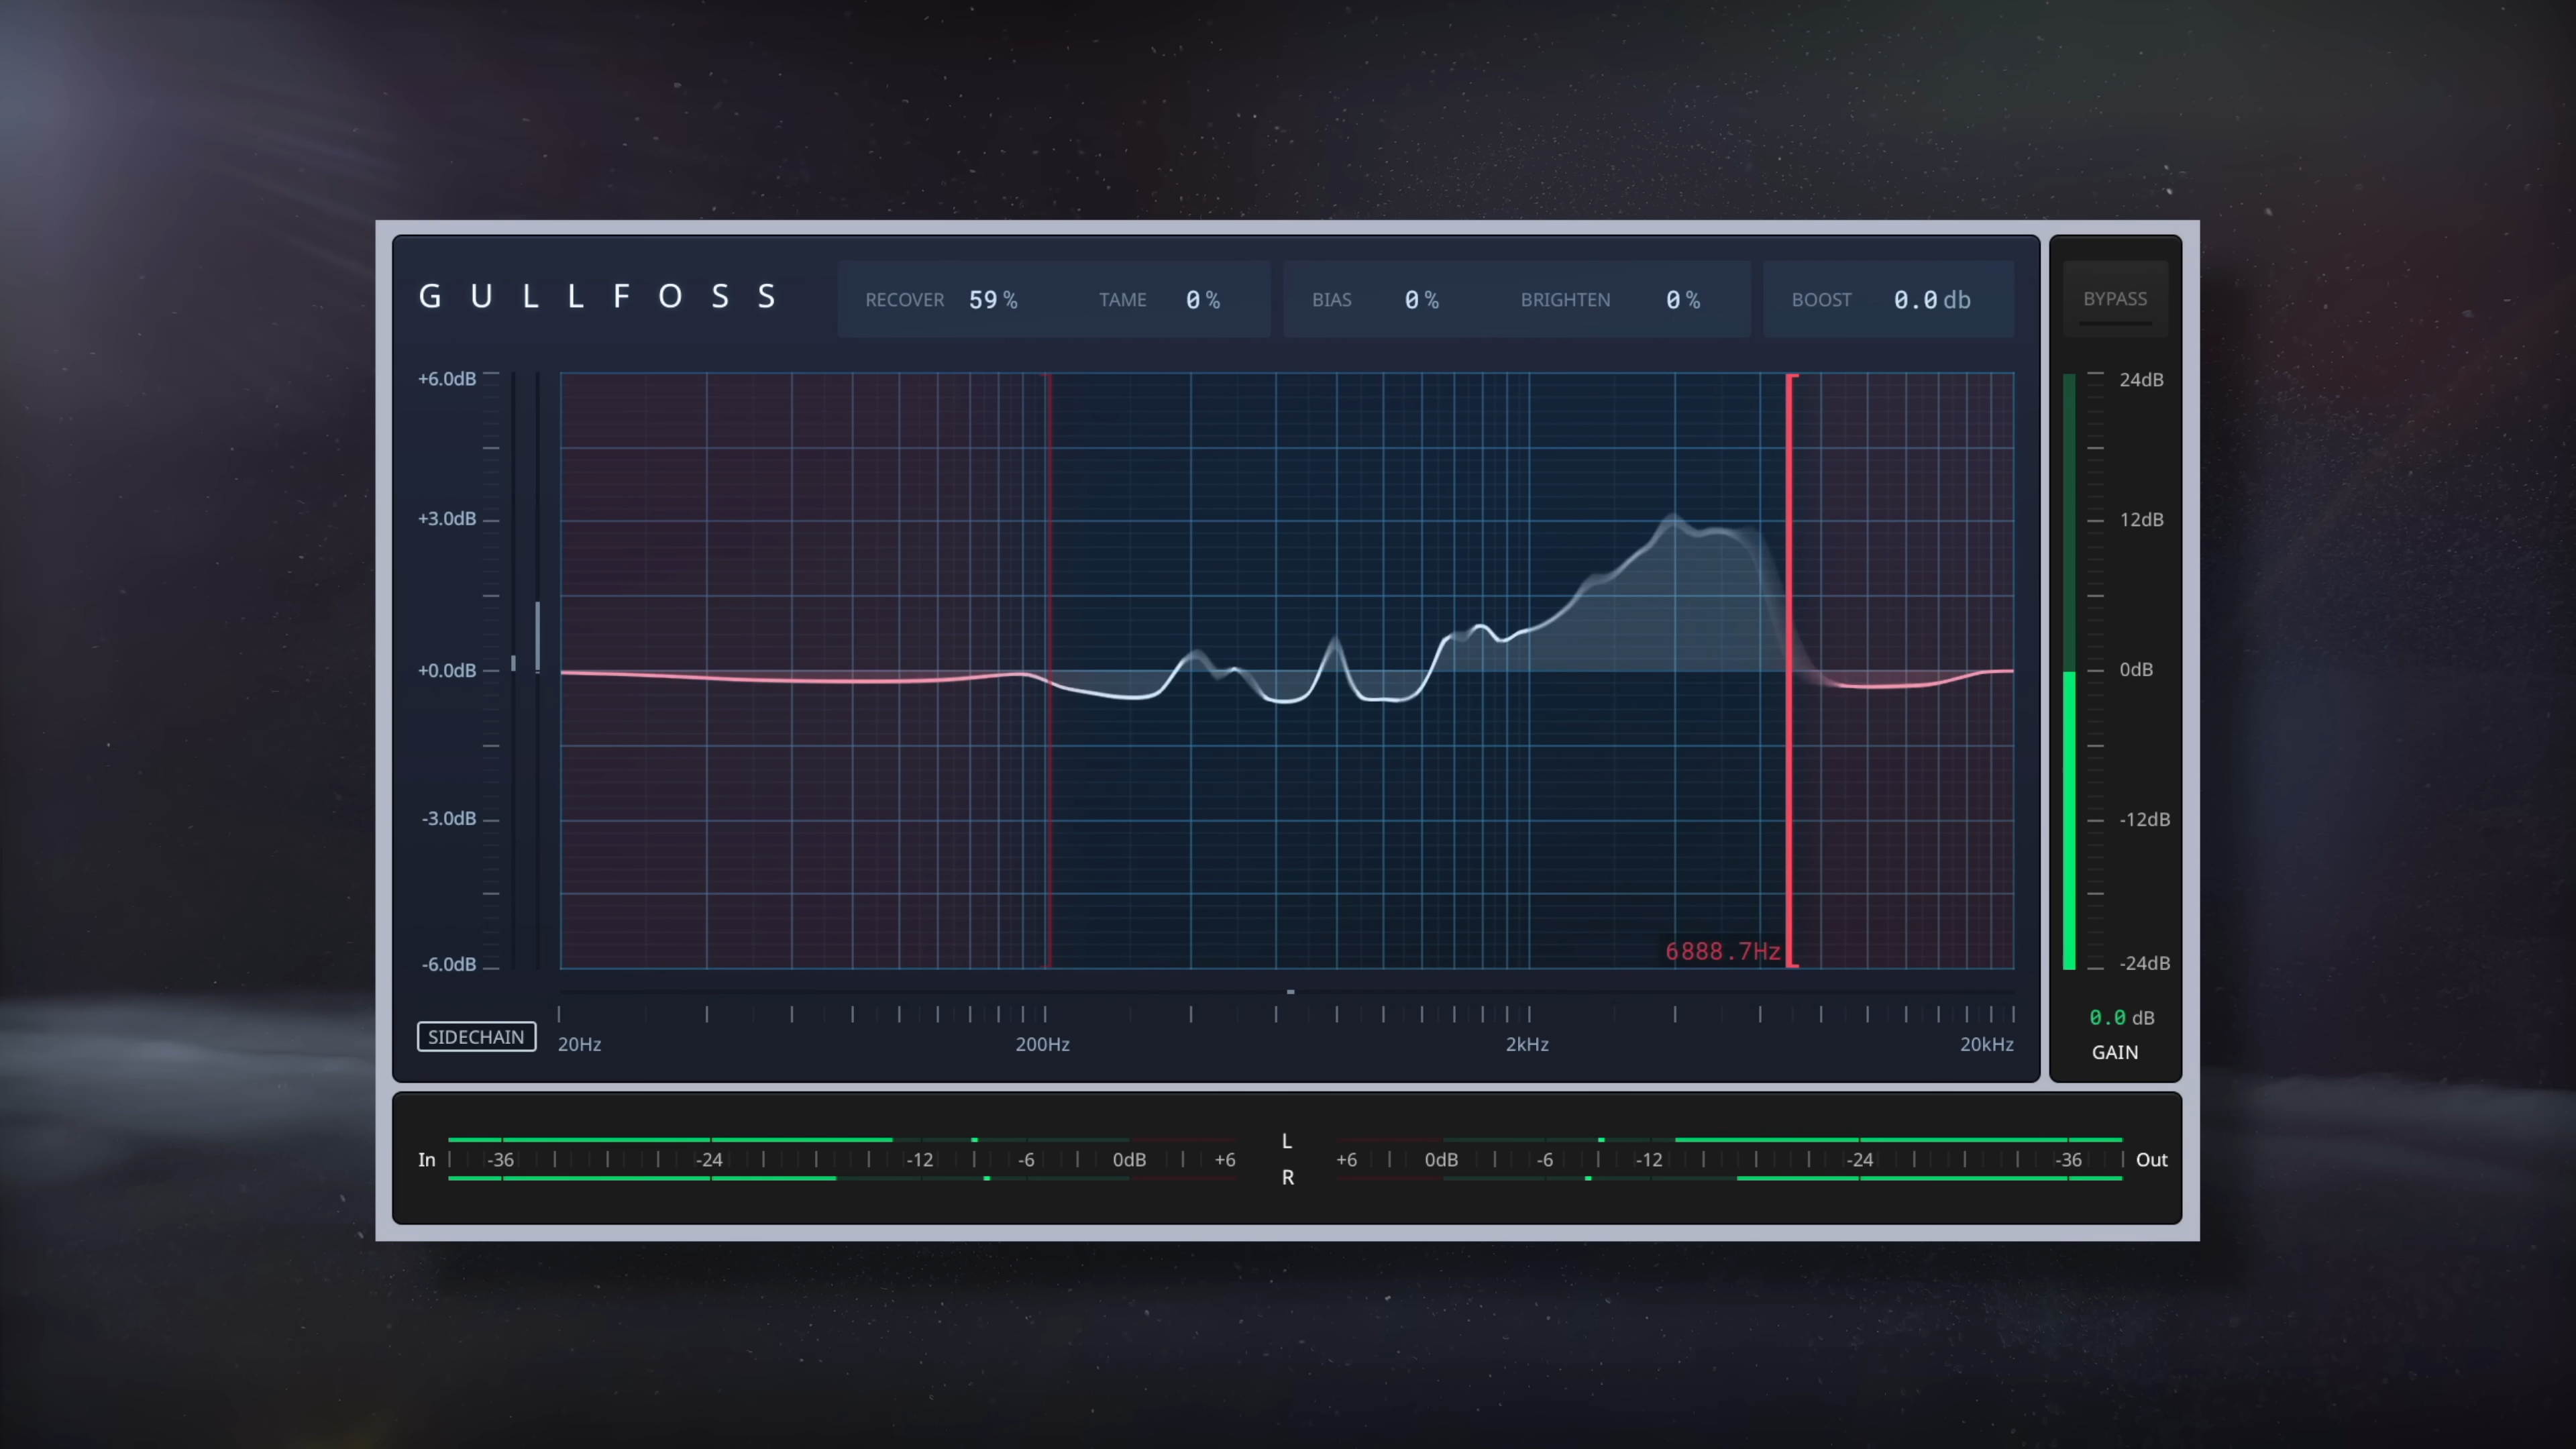 GULLFOSS
RECOVER 59 % TAME 0 % BIAS 0 % BRIGHTEN 0 % BOOST 0.0 db BYPASS
+6.0dB
+3.0dB
+0.0dB
-3.0dB
-6.0dB
6888.7Hz
24dB
12dB
0dB
-12dB
-24dB
0.0 dB
GAIN
SIDECHAIN
20Hz 200Hz 2kHz 20kHz
L
In -36 -24 -12 -6 0dB +6 +6 0dB -6 -12 -24 -36 Out
R